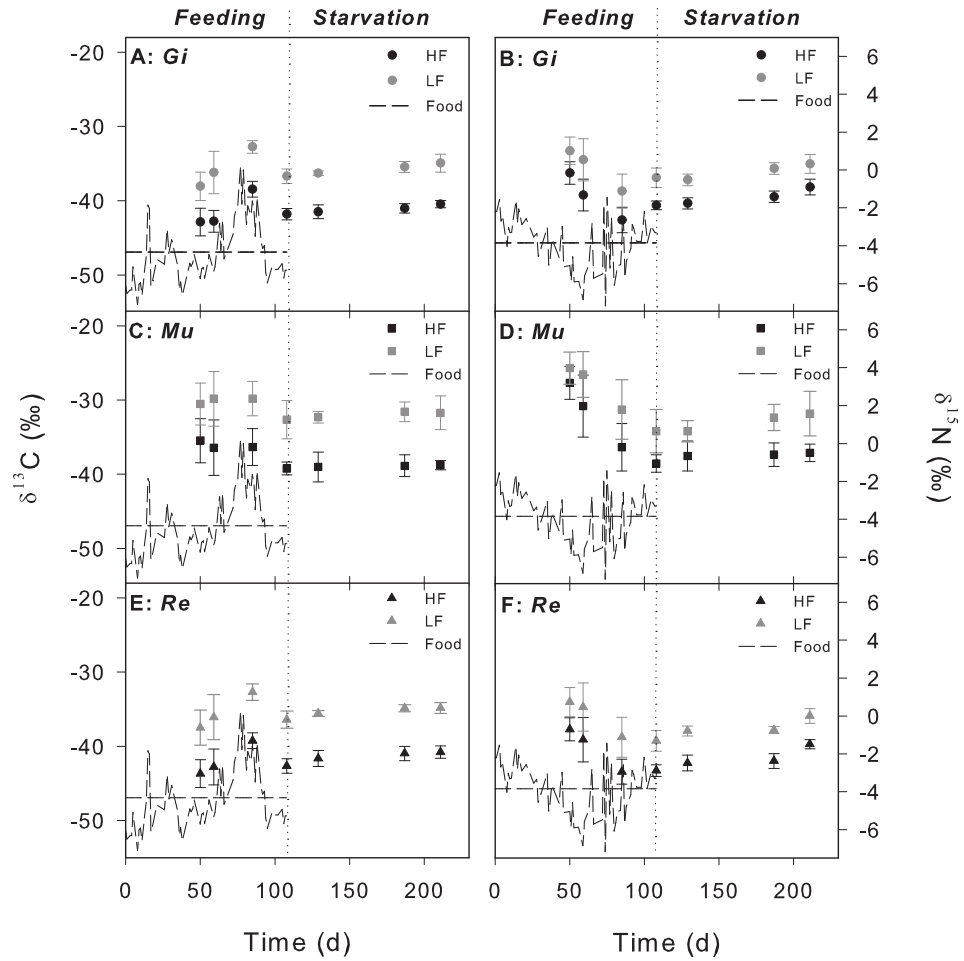 Feeding Starvation Feeding Starvation
A: Gi
HF
LF
Food
-20
-30
-40
-50
B: Gi
HF
LF
Food
6
4
2
0
-2
-4
-6
C: Mu
HF
LF
Food
-20
-30
-40
-50
D: Mu
HF
LF
Food
6
4
2
0
-2
-4
-6
E: Re
HF
LF
Food
-20
-30
-40
-50
F: Re
HF
LF
Food
6
4
2
0
-2
-4
-6
δ13C (‰)
δ15N (‰)
0 50 100 150 200
0 50 100 150 200
Time (d)
Time (d)